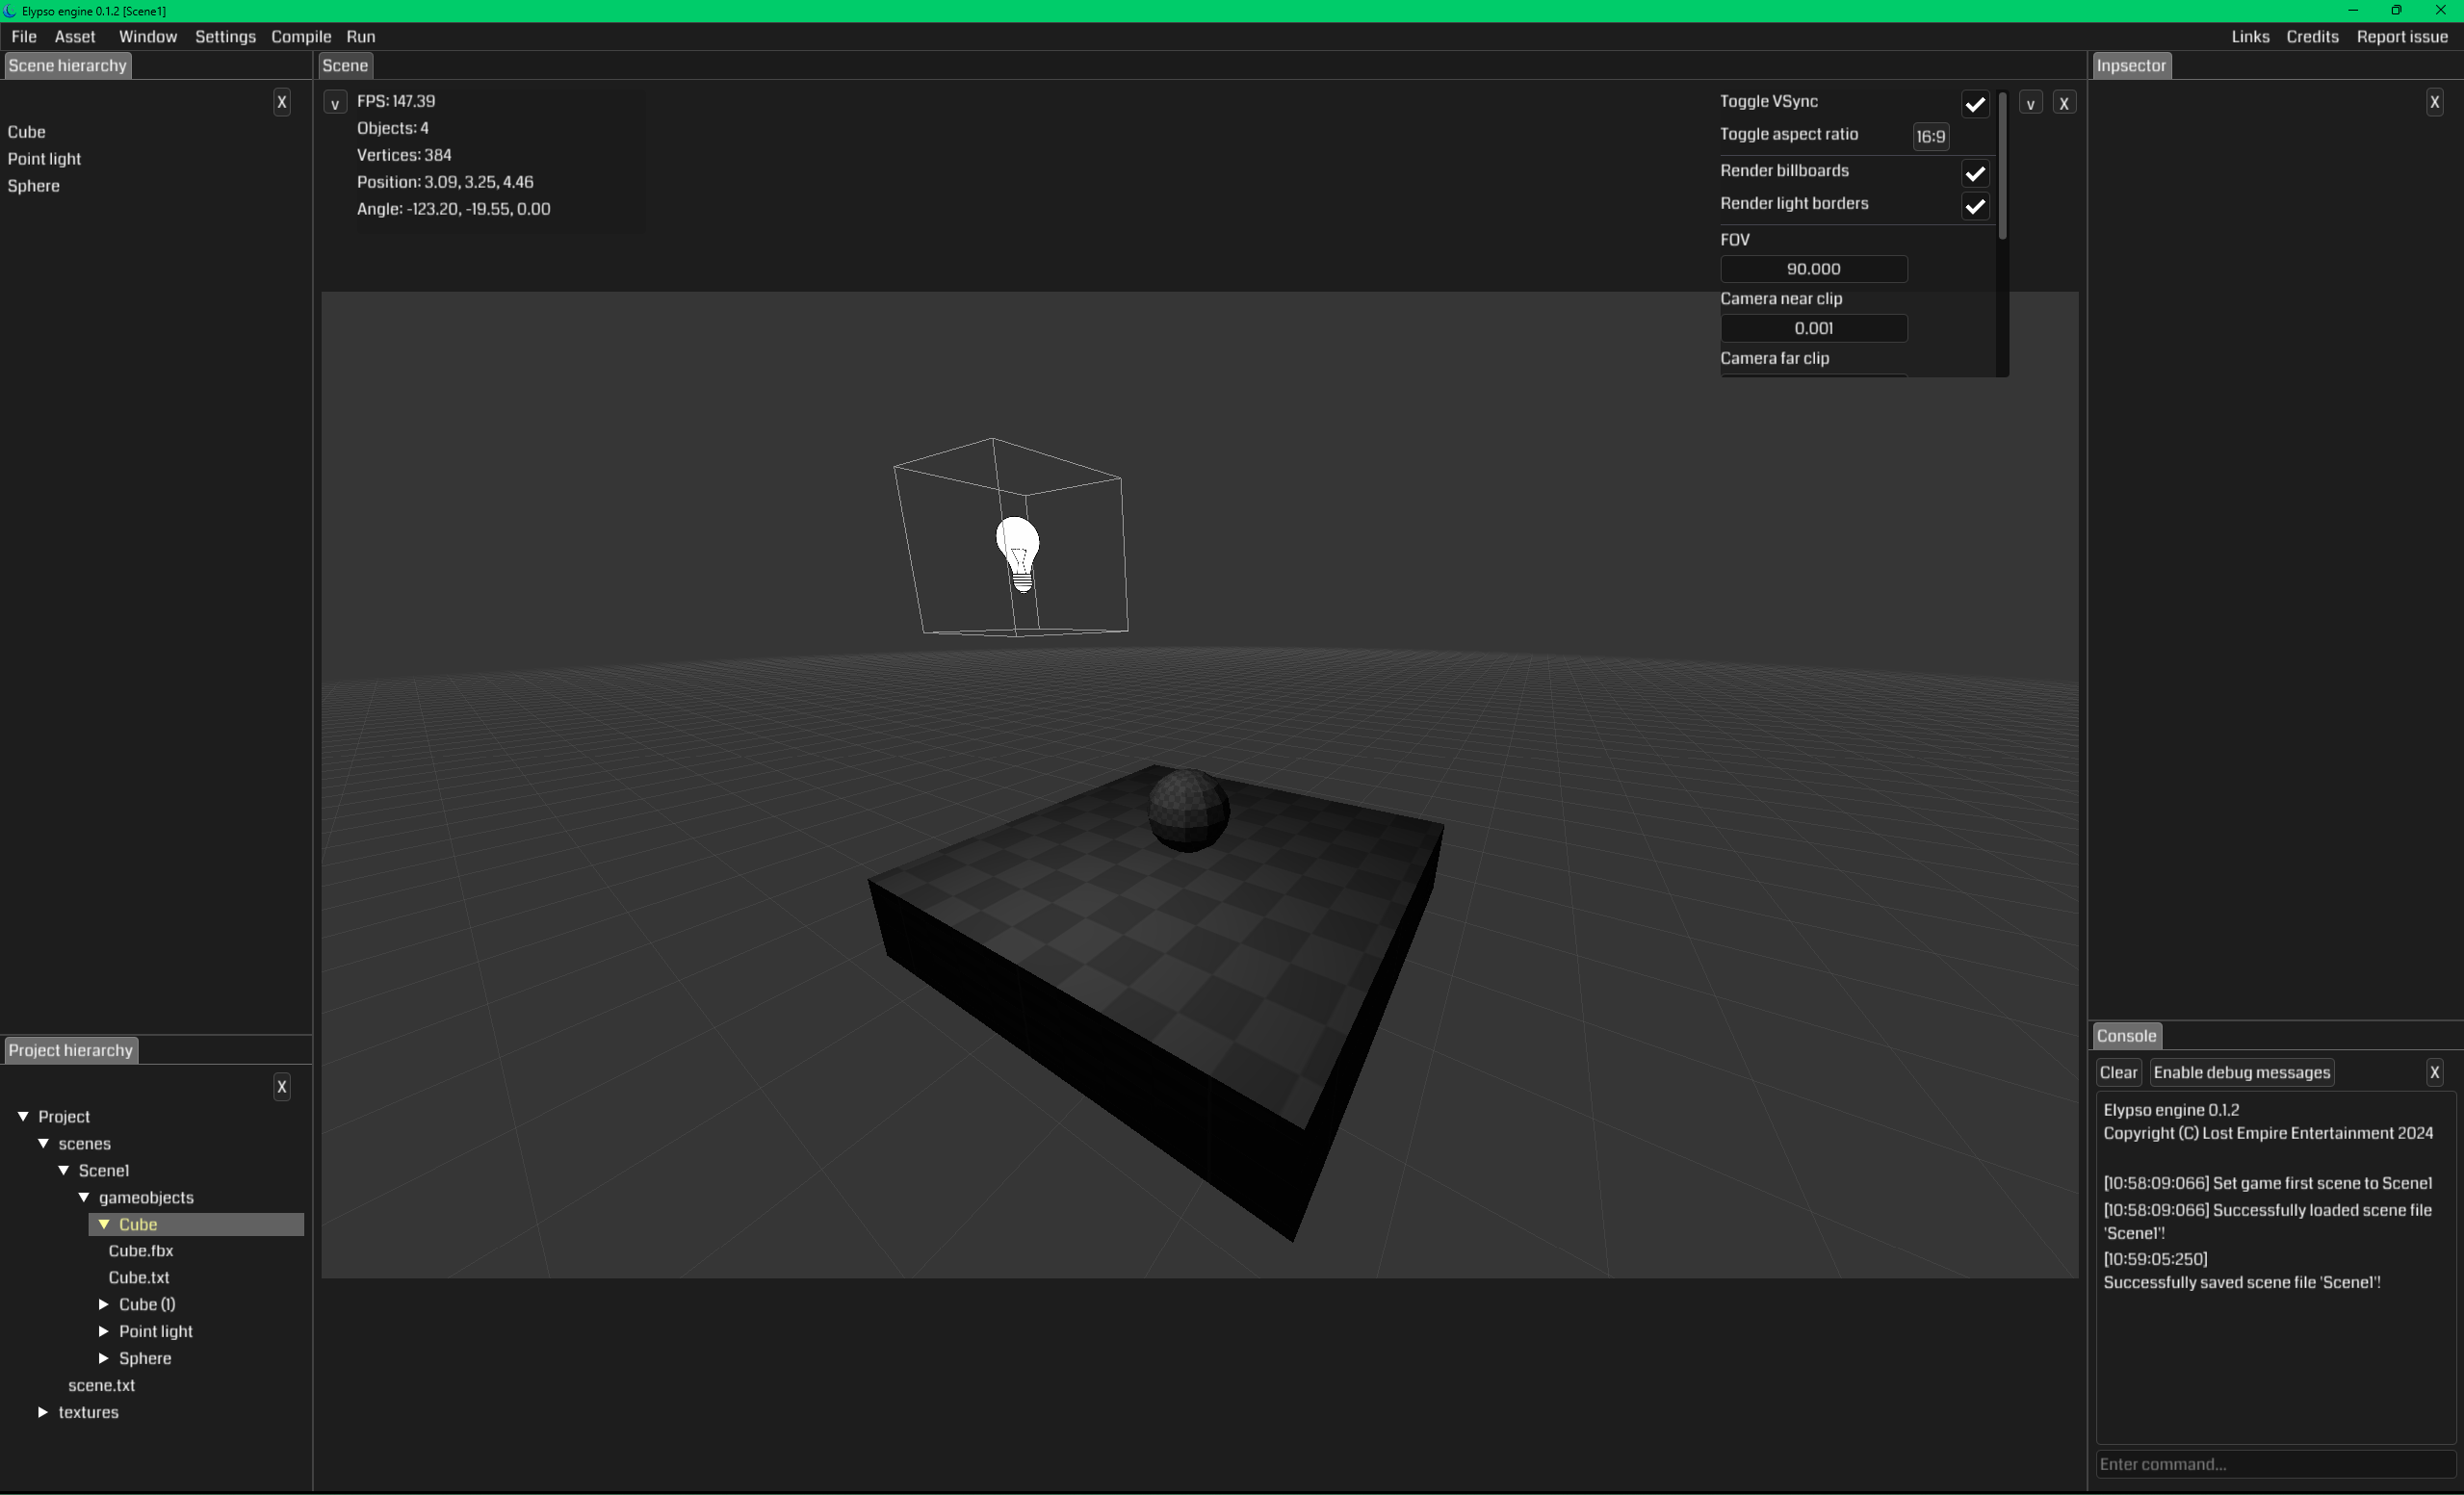 Elypso engine 0.1.2 [Scene1]
File Asset Window Settings Compile Run Links Credits Report issue
Scene hierarchy
X
Cube
Point light
Sphere
Scene
v
FPS: 147.39
Objects: 4
Vertices: 384
Position: 3.09, 3.25, 4.46
Angle: -123.20, -19.55, 0.00
Toggle VSync
Toggle aspect ratio 16:9
Render billboards
Render light borders
FOV
90.000
Camera near clip
0.001
Camera far clip
v X
Inpsector
X
Project hierarchy
X
Project
scenes
Scene1
gameobjects
Cube
Cube.fbx
Cube.txt
Cube (1)
Point light
Sphere
scene.txt
textures
Console
Clear Enable debug messages X
Elypso engine 0.1.2
Copyright (C) Lost Empire Entertainment 2024
[10:58:09:066] Set game first scene to Scene1
[10:58:09:066] Successfully loaded scene file
'Scene1'!
[10:59:05:250]
Successfully saved scene file 'Scene1'!
Enter command...